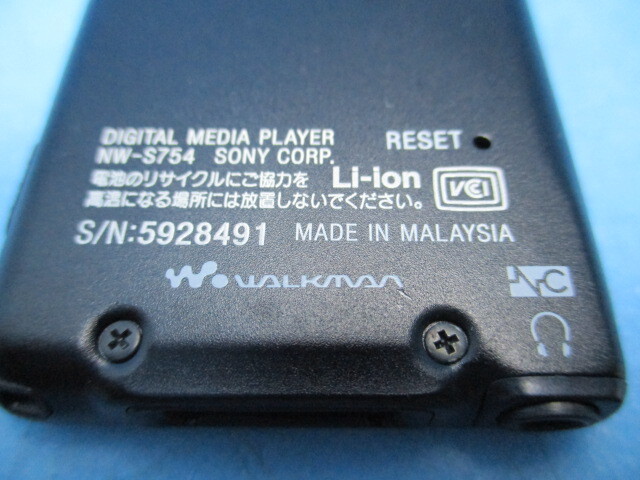 DIGITAL MEDIA PLAYER
NW-S754 SONY CORP.
RESET
電池のリサイクルにご協力を
高温になる場所には放置しないでください。
Li-ion
VCI
S/N:5928491 MADE IN MALAYSIA
WALKMAN
NC